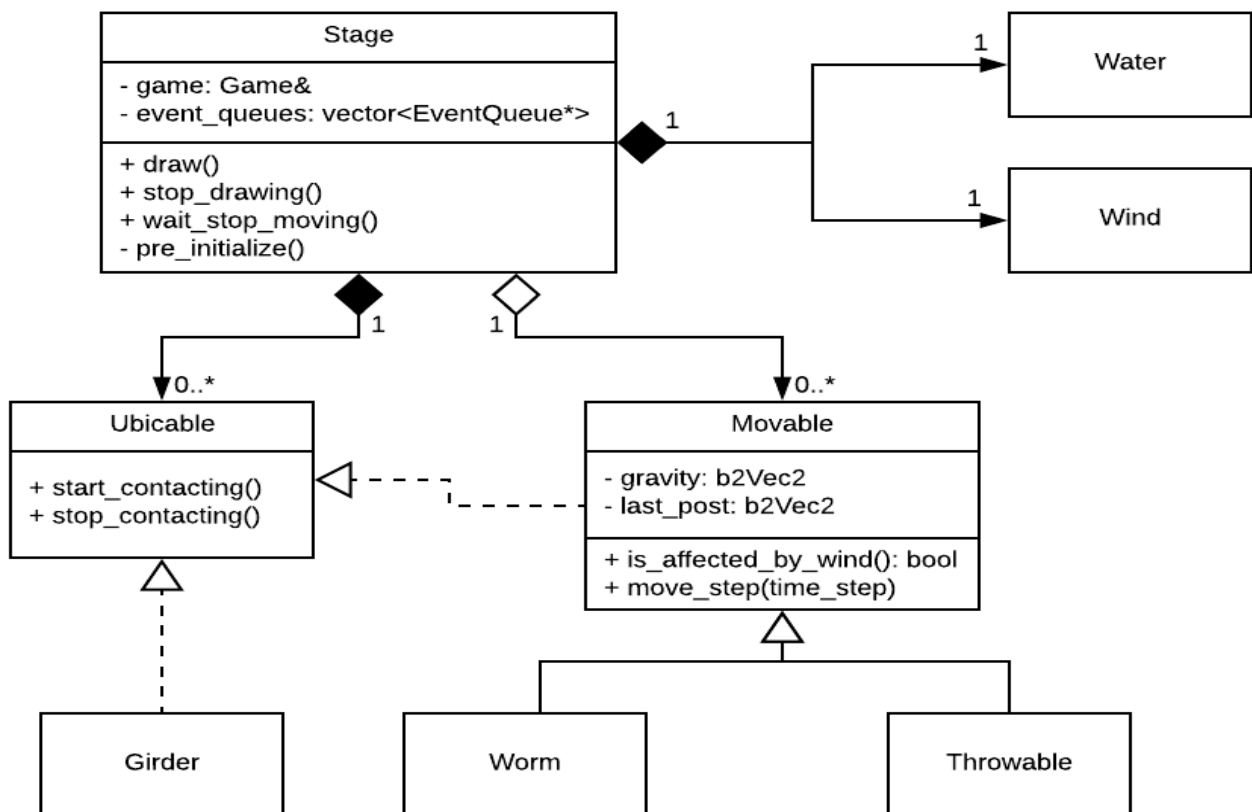 Stage
- game: Game&
- event_queues: vector<EventQueue*>
+ draw()
+ stop_drawing()
+ wait_stop_moving()
- pre_initialize()
1
1
Water
1
Wind
1
1
0..*
0..*
Ubicable
+ start_contacting()
+ stop_contacting()
Movable
- gravity: b2Vec2
- last_post: b2Vec2
+ is_affected_by_wind(): bool
+ move_step(time_step)
Girder
Worm
Throwable